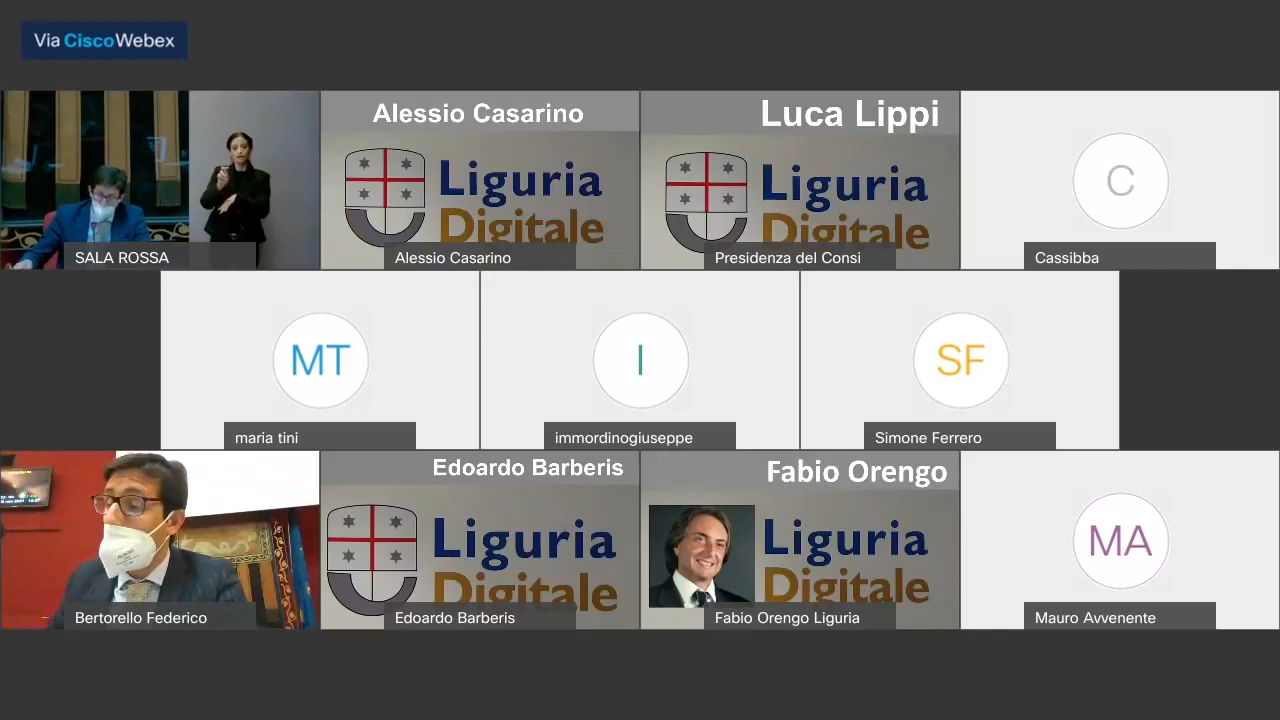 Via CiscoWebex
Alessio Casarino
Liguria
Digitale
Luca Lippi
Liguria
Digitale
C
SALA ROSSA
Alessio Casarino
Presidenza del Consi
Cassibba
MT
I
SF
maria tini
immordinogiuseppe
Simone Ferrero
Edoardo Barberis
Liguria
Digitale
Fabio Orengo
Liguria
Digitale
MA
Bertorello Federico
Edoardo Barberis
Fabio Orengo Liguria
Mauro Avvenente